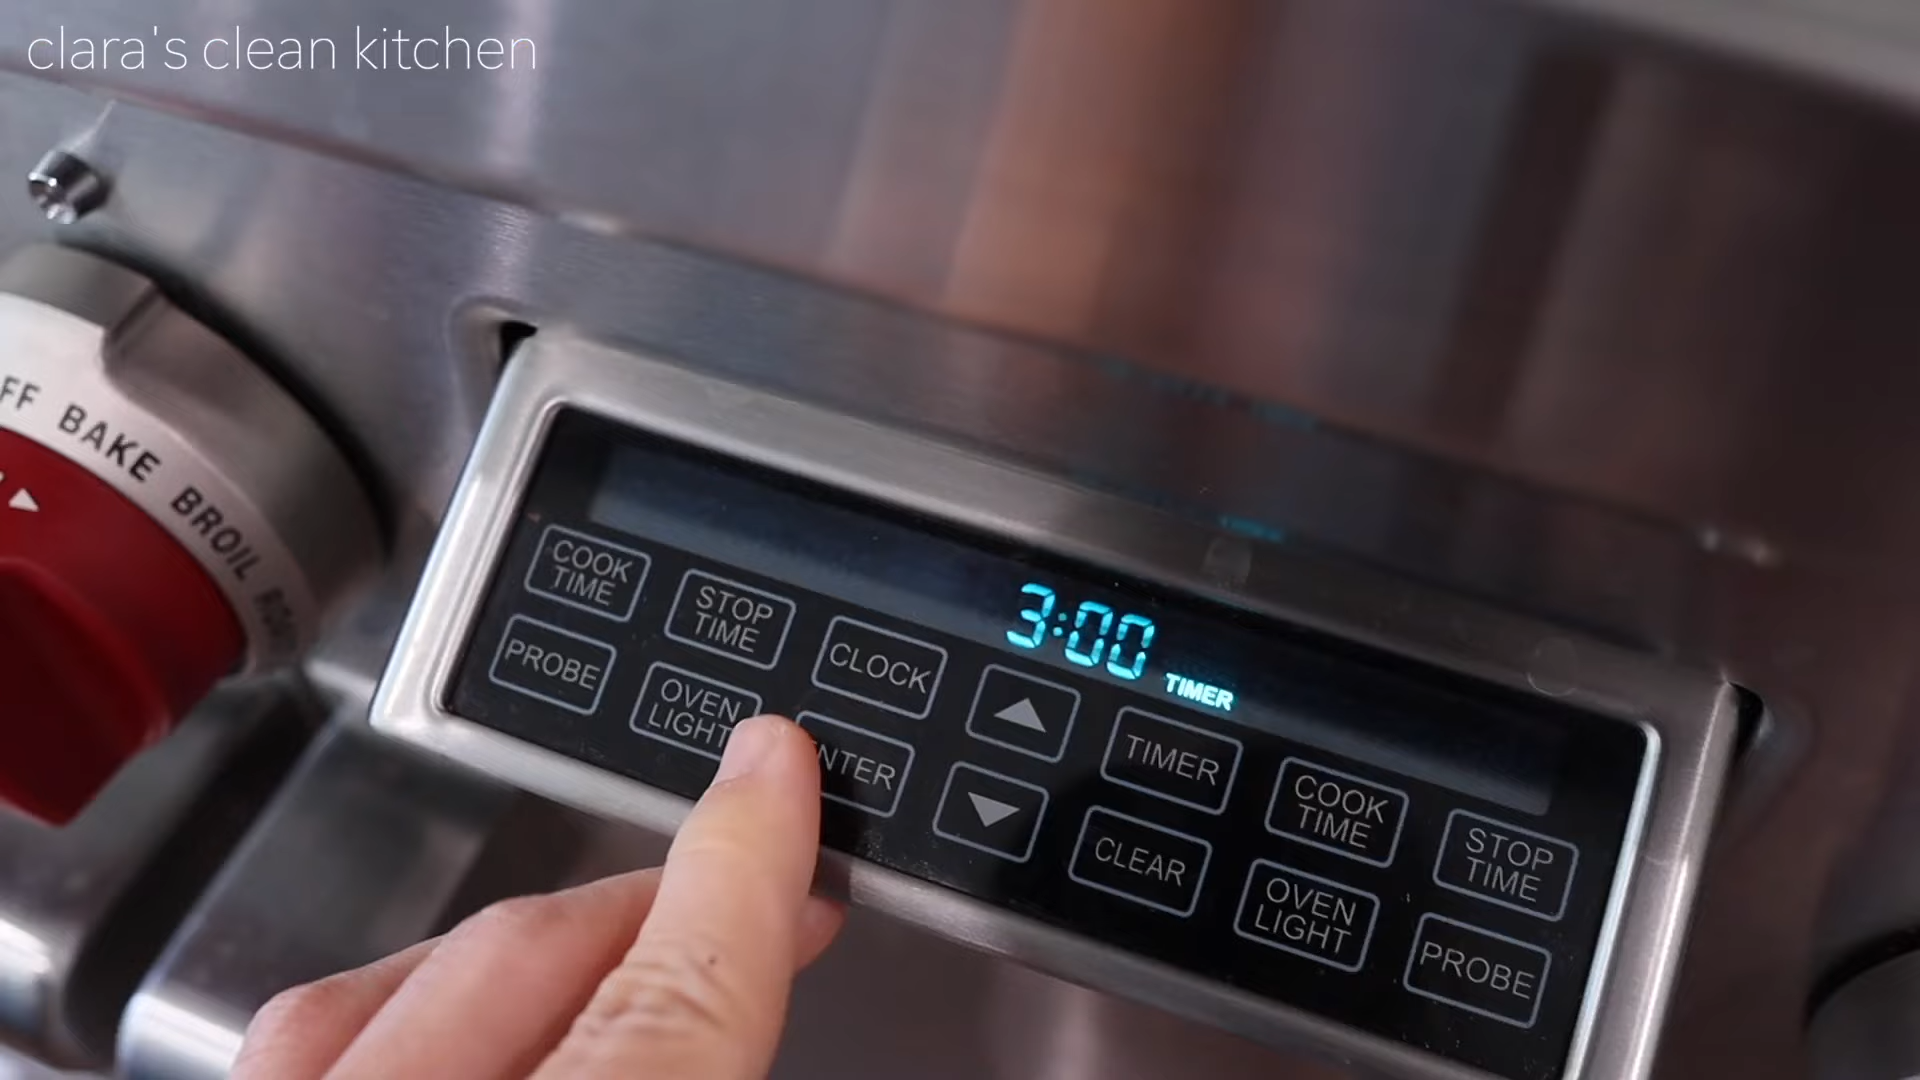 clara's clean kitchen
BAKE BROIL
3:00
TIMER
COOK
TIME
STOP
TIME
CLOCK
TIMER
COOK
TIME
STOP
TIME
PROBE
OVEN
LIGHT
CLEAR
OVEN
LIGHT
PROBE